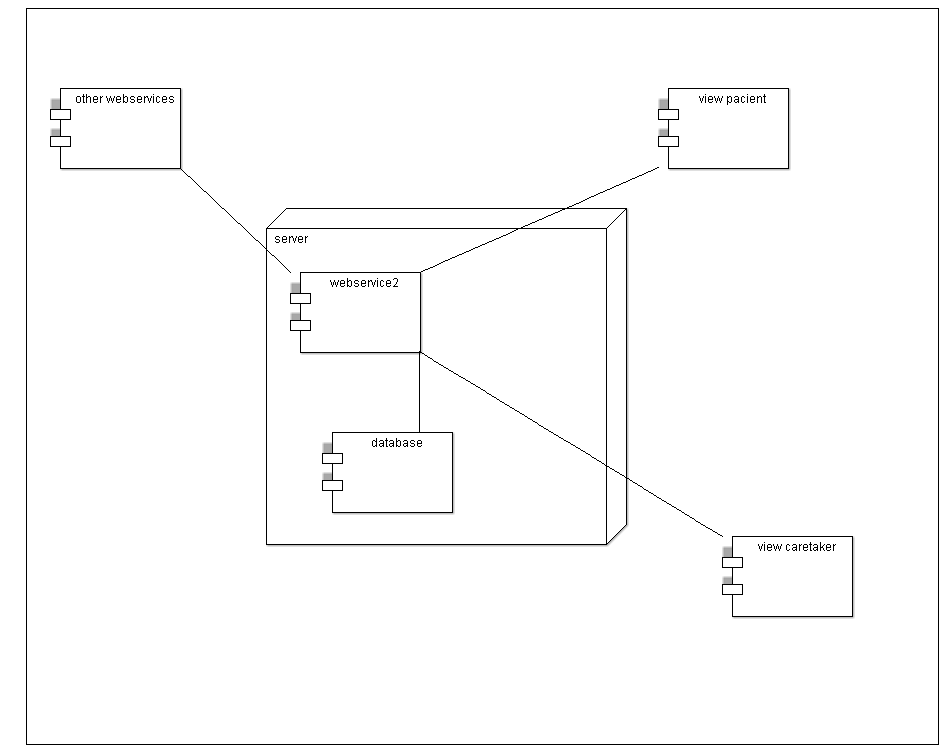 other webservices
view pacient
server
webservice2
database
view caretaker